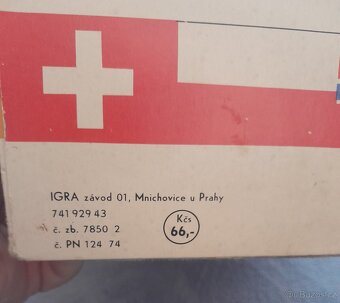 IGRA závod 01, Mnichovice u Prahy
741 929 43
č. zb. 7850 2
č. PN 124 74
Kčs
66,-